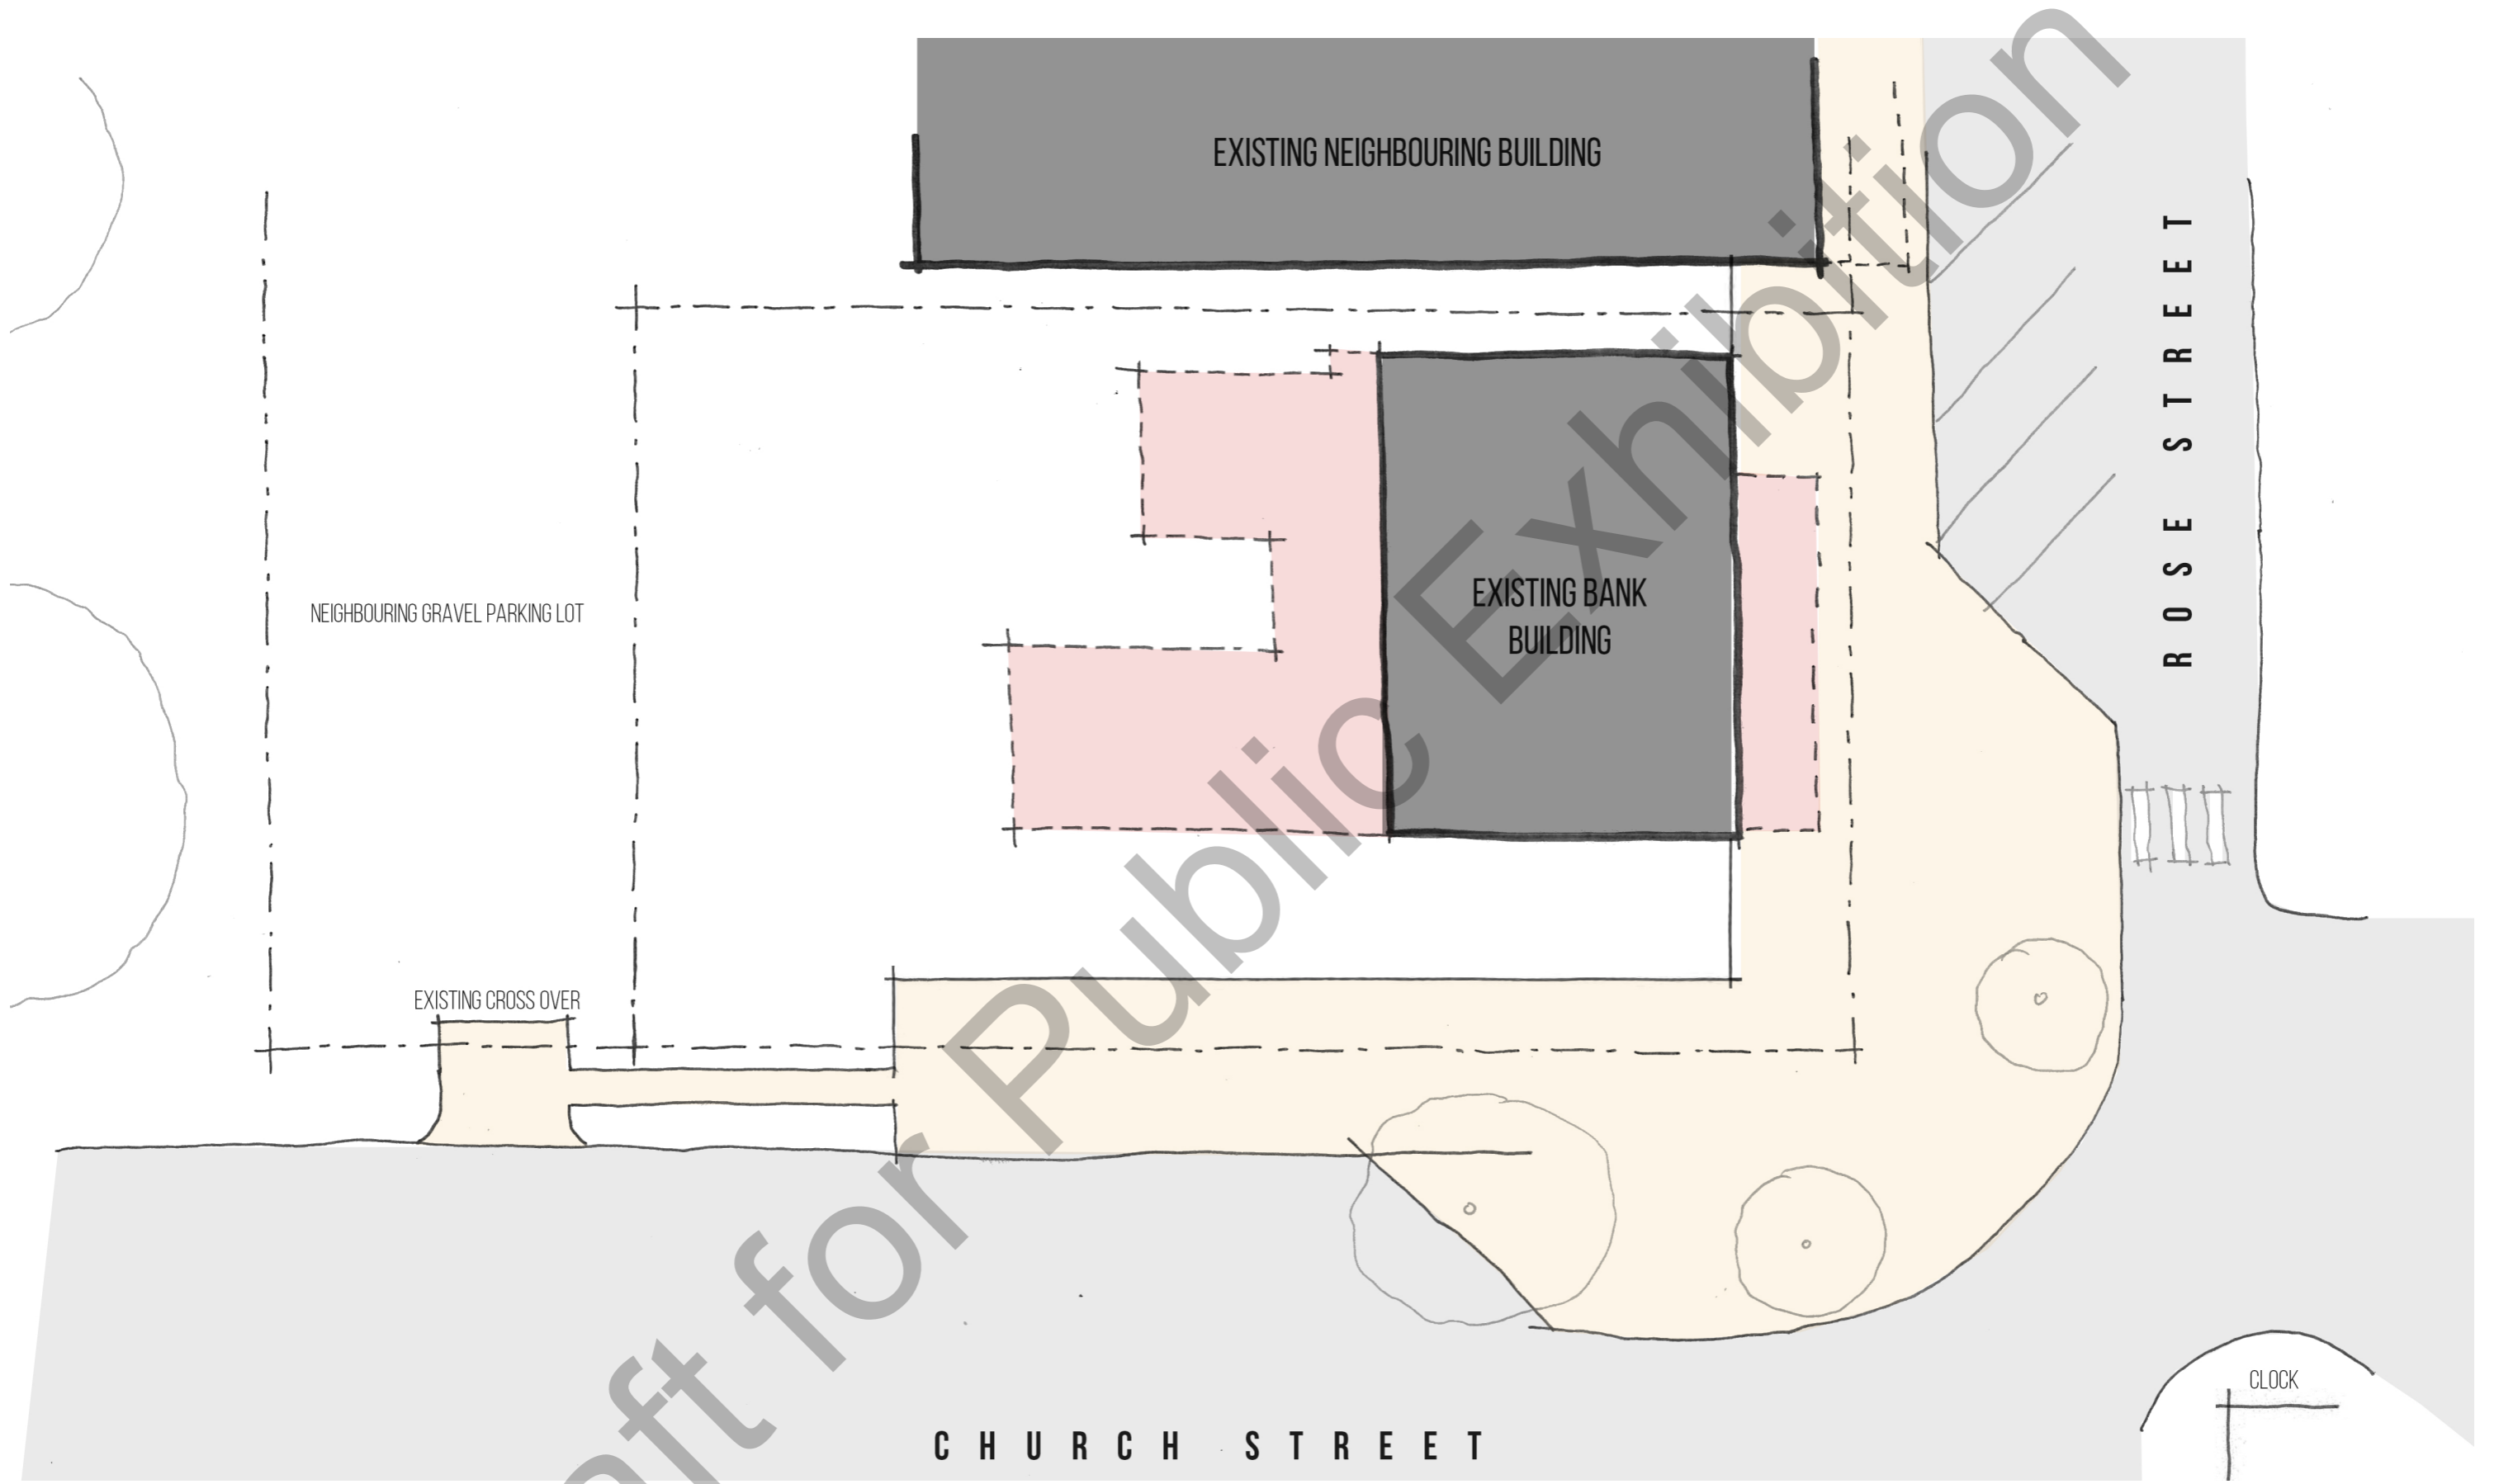 EXISTING NEIGHBOURING BUILDING
ROSE STREET
EXISTING BANK
BUILDING
NEIGHBOURING GRAVEL PARKING LOT
EXISTING CROSS OVER
CLOCK
CHURCH STREET
aft for Public Exhibition